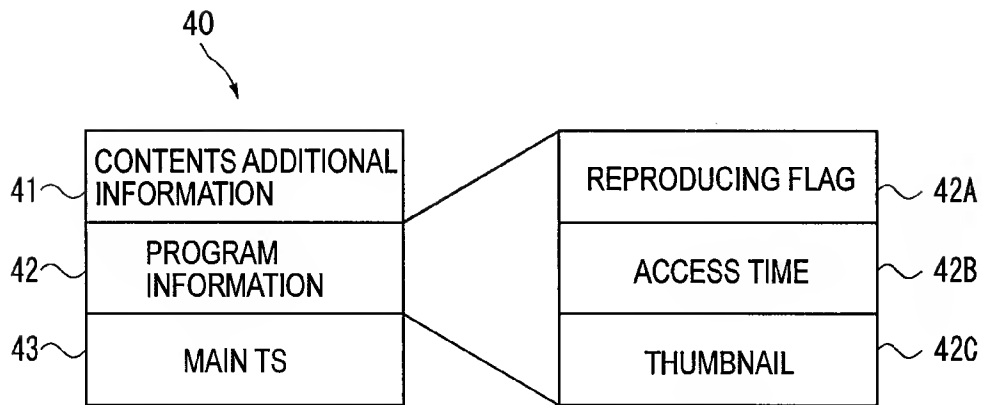 40
41
CONTENTS ADDITIONAL
INFORMATION
42
PROGRAM
INFORMATION
43
MAIN TS
REPRODUCING FLAG
42A
ACCESS TIME
42B
THUMBNAIL
42C